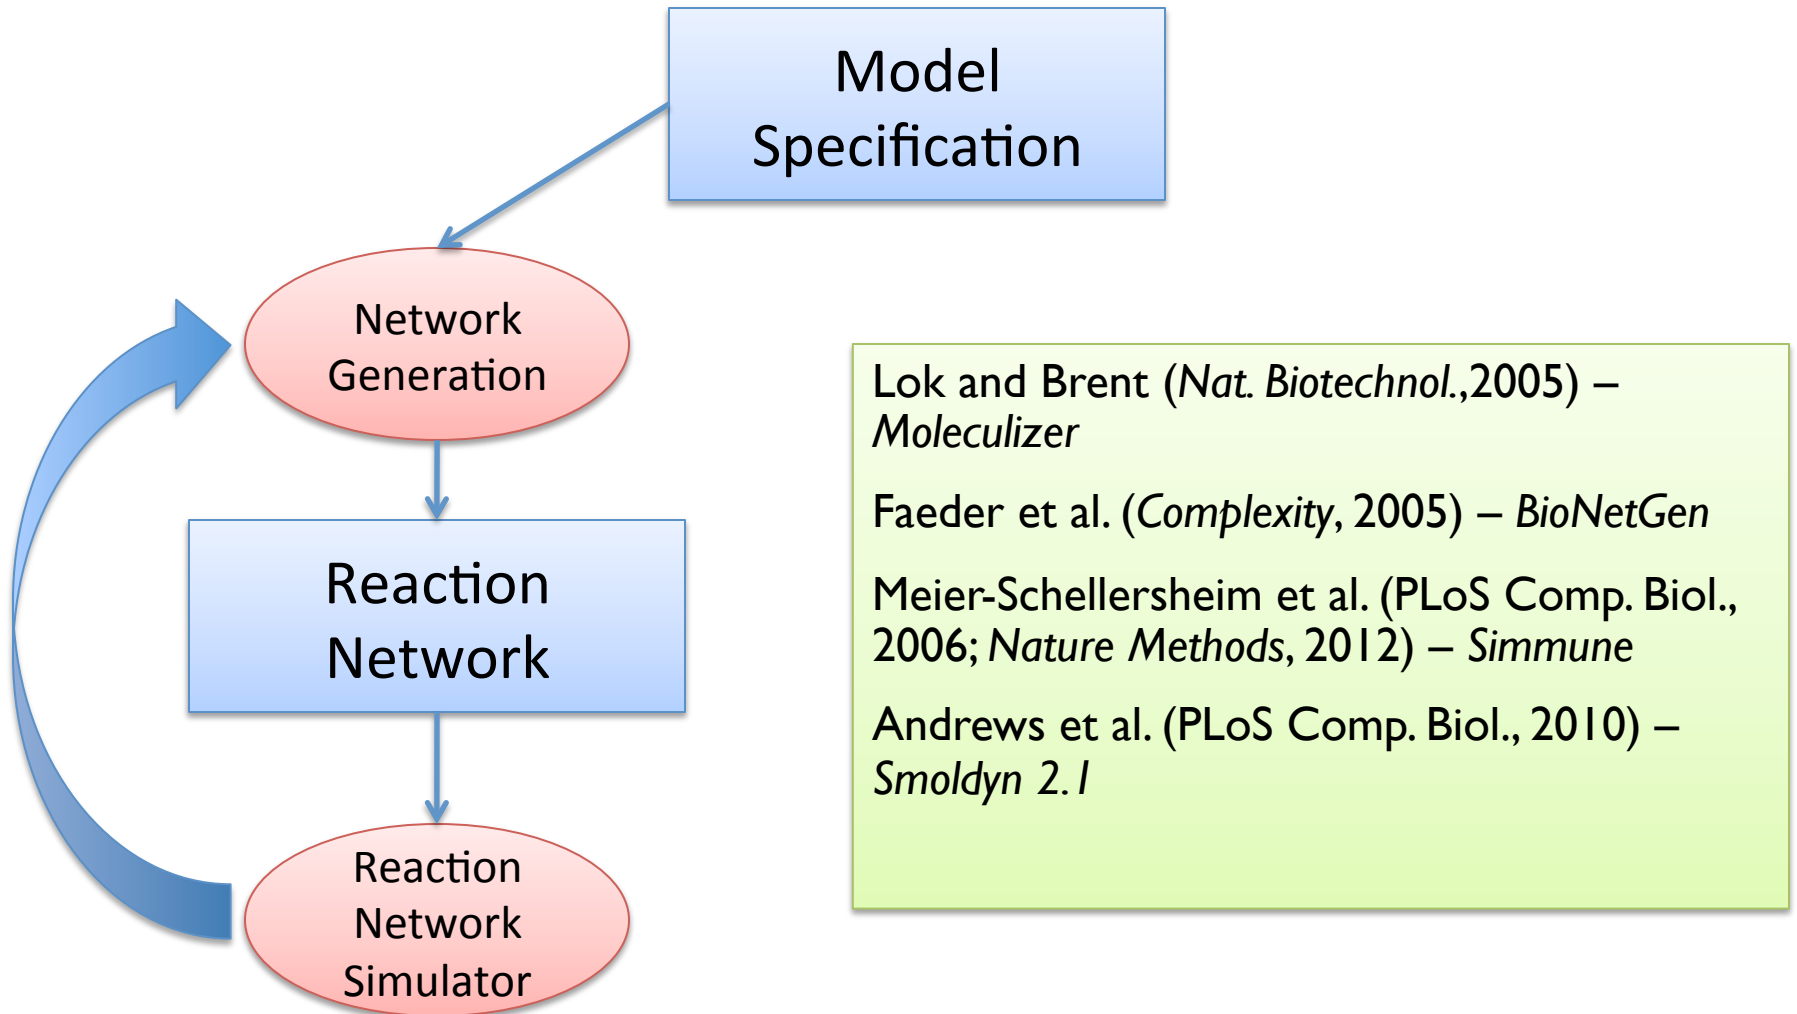 Model
Specification
Network
Generation
Reaction
Network
Reaction
Network
Simulator
Lok and Brent (Nat. Biotechnol.,2005) –
Moleculizer
Faeder et al. (Complexity, 2005) – BioNetGen
Meier-Schellersheim et al. (PLoS Comp. Biol.,
2006; Nature Methods, 2012) – Simmune
Andrews et al. (PLoS Comp. Biol., 2010) –
Smoldyn 2.1